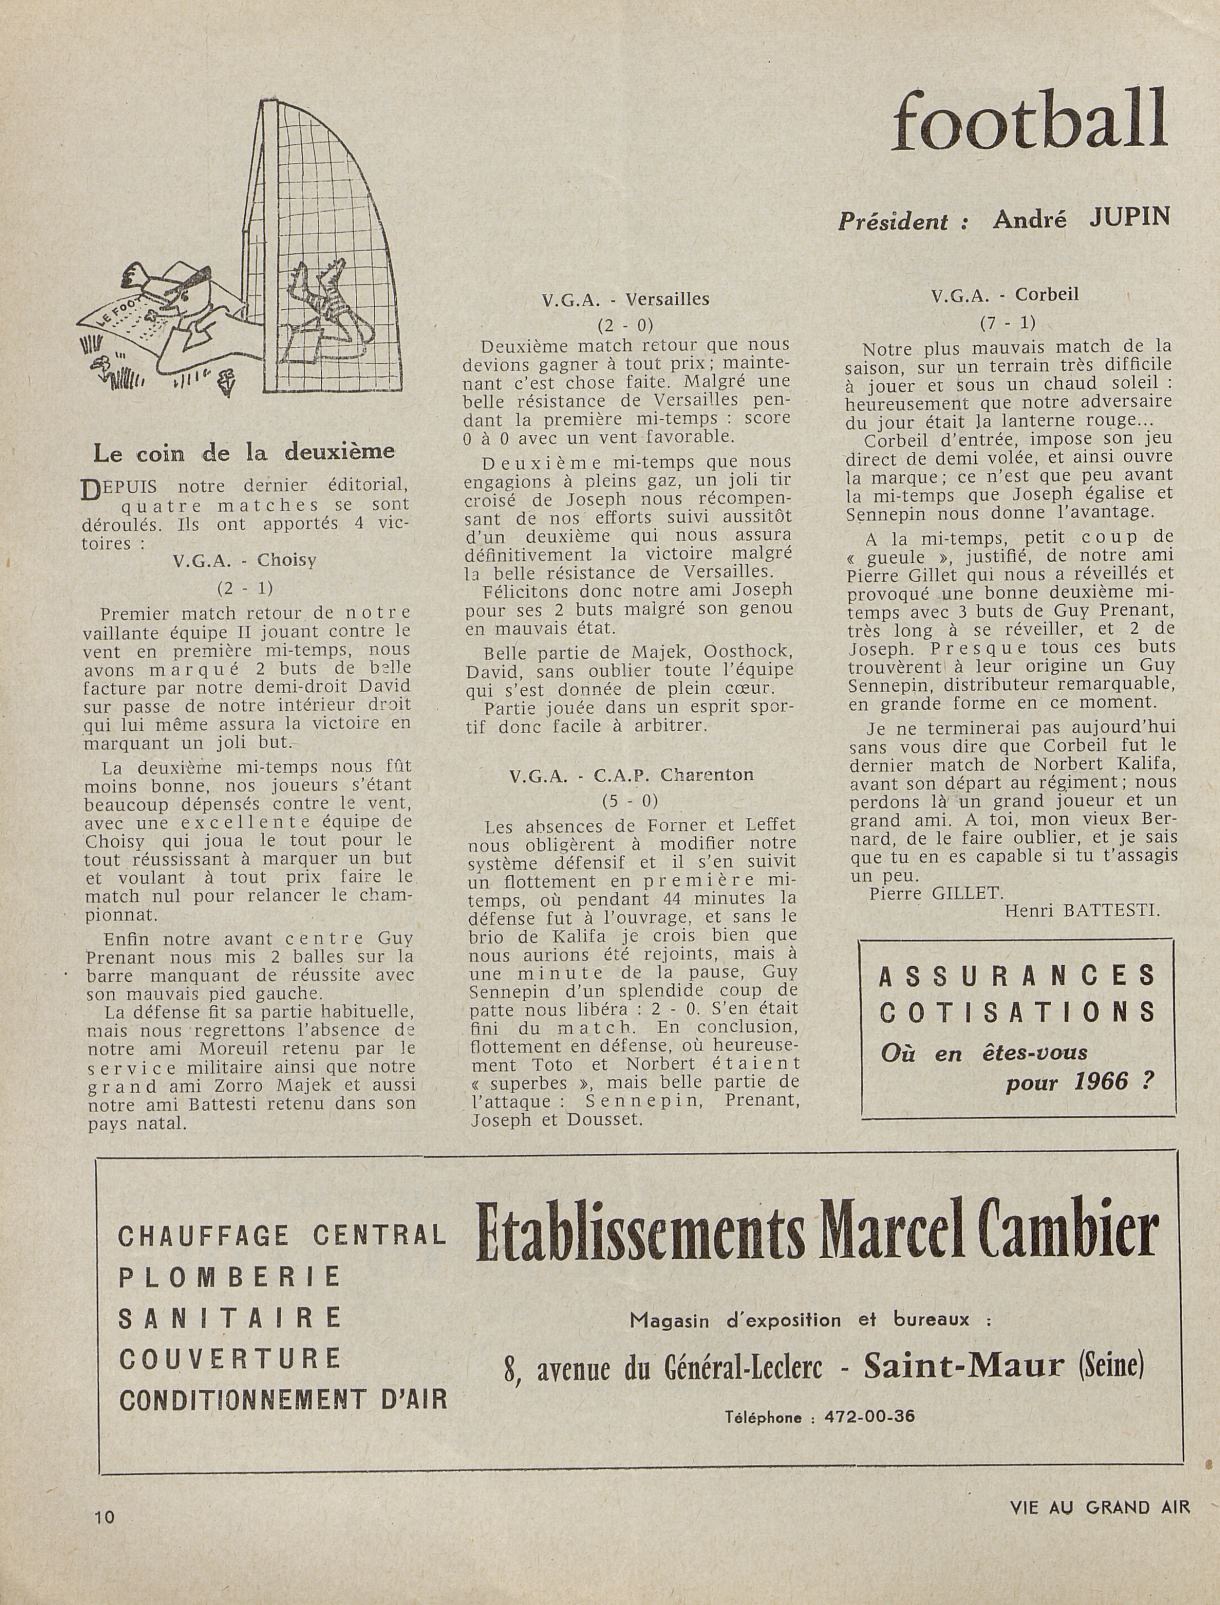 football
Président : André JUPIN
LE FOOT
Le coin de la deuxième
DEPUIS notre dernier éditorial,
quatre matches se sont
déroulés. Ils ont apportés 4 vic-
toires :
V.G.A. - Choisy
(2 - 1)
Premier match retour de notre
vaillante équipe II jouant contre le
vent en première mi-temps, nous
avons marqué 2 buts de belle
facture par notre demi-droit David
sur passe de notre intérieur droit
qui lui même assura la victoire en
marquant un joli but.
La deuxième mi-temps nous fût
moins bonne, nos joueurs s'étant
beaucoup dépensés contre le vent,
avec une excellente équipe de
Choisy qui joua le tout pour le
tout réussissant à marquer un but
et voulant à tout prix faire le
match nul pour relancer le cham-
pionnat.
Enfin notre avant centre Guy
Prenant nous mis 2 balles sur la
barre manquant de réussite avec
son mauvais pied gauche.
La défense fit sa partie habituelle,
mais nous regrettons l'absence de
notre ami Moreuil retenu par le
service militaire ainsi que notre
grand ami Zorro Majek et aussi
notre ami Battesti retenu dans son
pays natal.
V.G.A. - Versailles
(2 - 0)
Deuxième match retour que nous
devions gagner à tout prix ; mainte-
nant c'est chose faite. Malgré une
belle résistance de Versailles pen-
dant la première mi-temps : score
0 à 0 avec un vent favorable.
Deuxième mi-temps que nous
engagions à pleins gaz, un joli tir
croisé de Joseph nous récompen-
sant de nos efforts suivi aussitôt
d'un deuxième qui nous assura
définitivement la victoire malgré
la belle résistance de Versailles.
Félicitons donc notre ami Joseph
pour ses 2 buts malgré son genou
en mauvais état.
Belle partie de Majek, Oosthock,
David, sans oublier toute l'équipe
qui s'est donnée de plein cœur.
Partie jouée dans un esprit spor-
tif donc facile à arbitrer.
V.G.A. - C.A.P. Charenton
(5 - 0)
Les absences de Forner et Leffet
nous obligèrent à modifier notre
système défensif et il s'en suivit
un flottement en première mi-
temps, où pendant 44 minutes la
défense fut à l'ouvrage, et sans le
brio de Kalifa je crois bien que
nous aurions été rejoints, mais à
une minute de la pause, Guy
Sennepin d'un splendide coup de
patte nous libéra : 2 - 0. S'en était
fini du match. En conclusion,
flottement en défense, où heureuse-
ment Toto et Norbert étaient
« superbes », mais belle partie de
l'attaque : Sennepin, Prenant,
Joseph et Dousset.
V.G.A. - Corbeil
(7 - 1)
Notre plus mauvais match de la
saison, sur un terrain très difficile
à jouer et sous un chaud soleil :
heureusement que notre adversaire
du jour était la lanterne rouge...
Corbeil d'entrée, impose son jeu
direct de demi volée, et ainsi ouvre
la marque ; ce n'est que peu avant
la mi-temps que Joseph égalise et
Sennepin nous donne l'avantage.
A la mi-temps, petit coup de
« gueule », justifié, de notre ami
Pierre Gillet qui nous a réveillés et
provoqué une bonne deuxième mi-
temps avec 3 buts de Guy Prenant,
très long à se réveiller, et 2 de
Joseph. Presque tous ces buts
trouvèrent à leur origine un Guy
Sennepin, distributeur remarquable,
en grande forme en ce moment.
Je ne terminerai pas aujourd'hui
sans vous dire que Corbeil fut le
dernier match de Norbert Kalifa,
avant son départ au régiment ; nous
perdons là un grand joueur et un
grand ami. A toi, mon vieux Ber-
nard, de le faire oublier, et je sais
que tu en es capable si tu t'assagis
un peu.
Pierre GILLET.
Henri BATTESTI.
ASSURANCES
COTISATIONS
Où en êtes-vous
pour 1966 ?
CHAUFFAGE CENTRAL
PLOMBERIE
SANITAIRE
COUVERTURE
CONDITIONNEMENT D'AIR
Etablissements Marcel Cambier
Magasin d'exposition et bureaux :
8, avenue du Général-Leclerc - Saint-Maur (Seine)
Téléphone : 472-00-36
10
VIE AU GRAND AIR